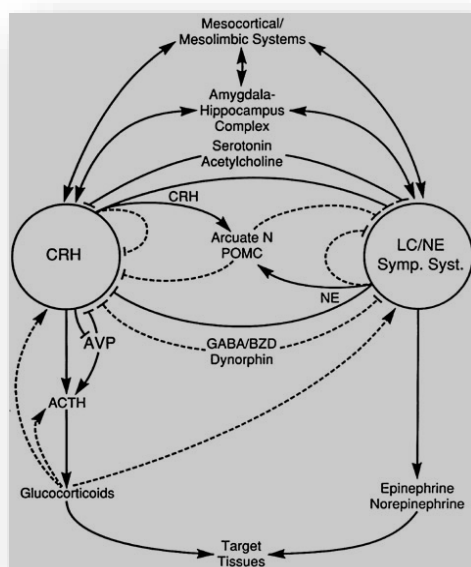 Mesocortical/
Mesolimbic Systems
Amygdala-
Hippocampus
Complex
Serotonin
Acetylcholine
CRH
Arcuate N
POMC
CRH
LC/NE
Symp. Syst.
NE
AVP
GABA/BZD
Dynorphin
ACTH
Glucocorticoids
Epinephrine
Norepinephrine
Target
Tissues